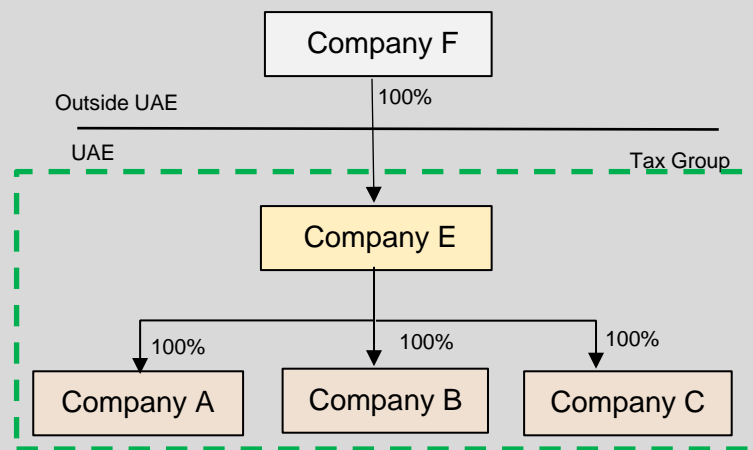 Company F
100%
Outside UAE
UAE
Tax Group
Company E
100%
100%
100%
Company A
Company B
Company C